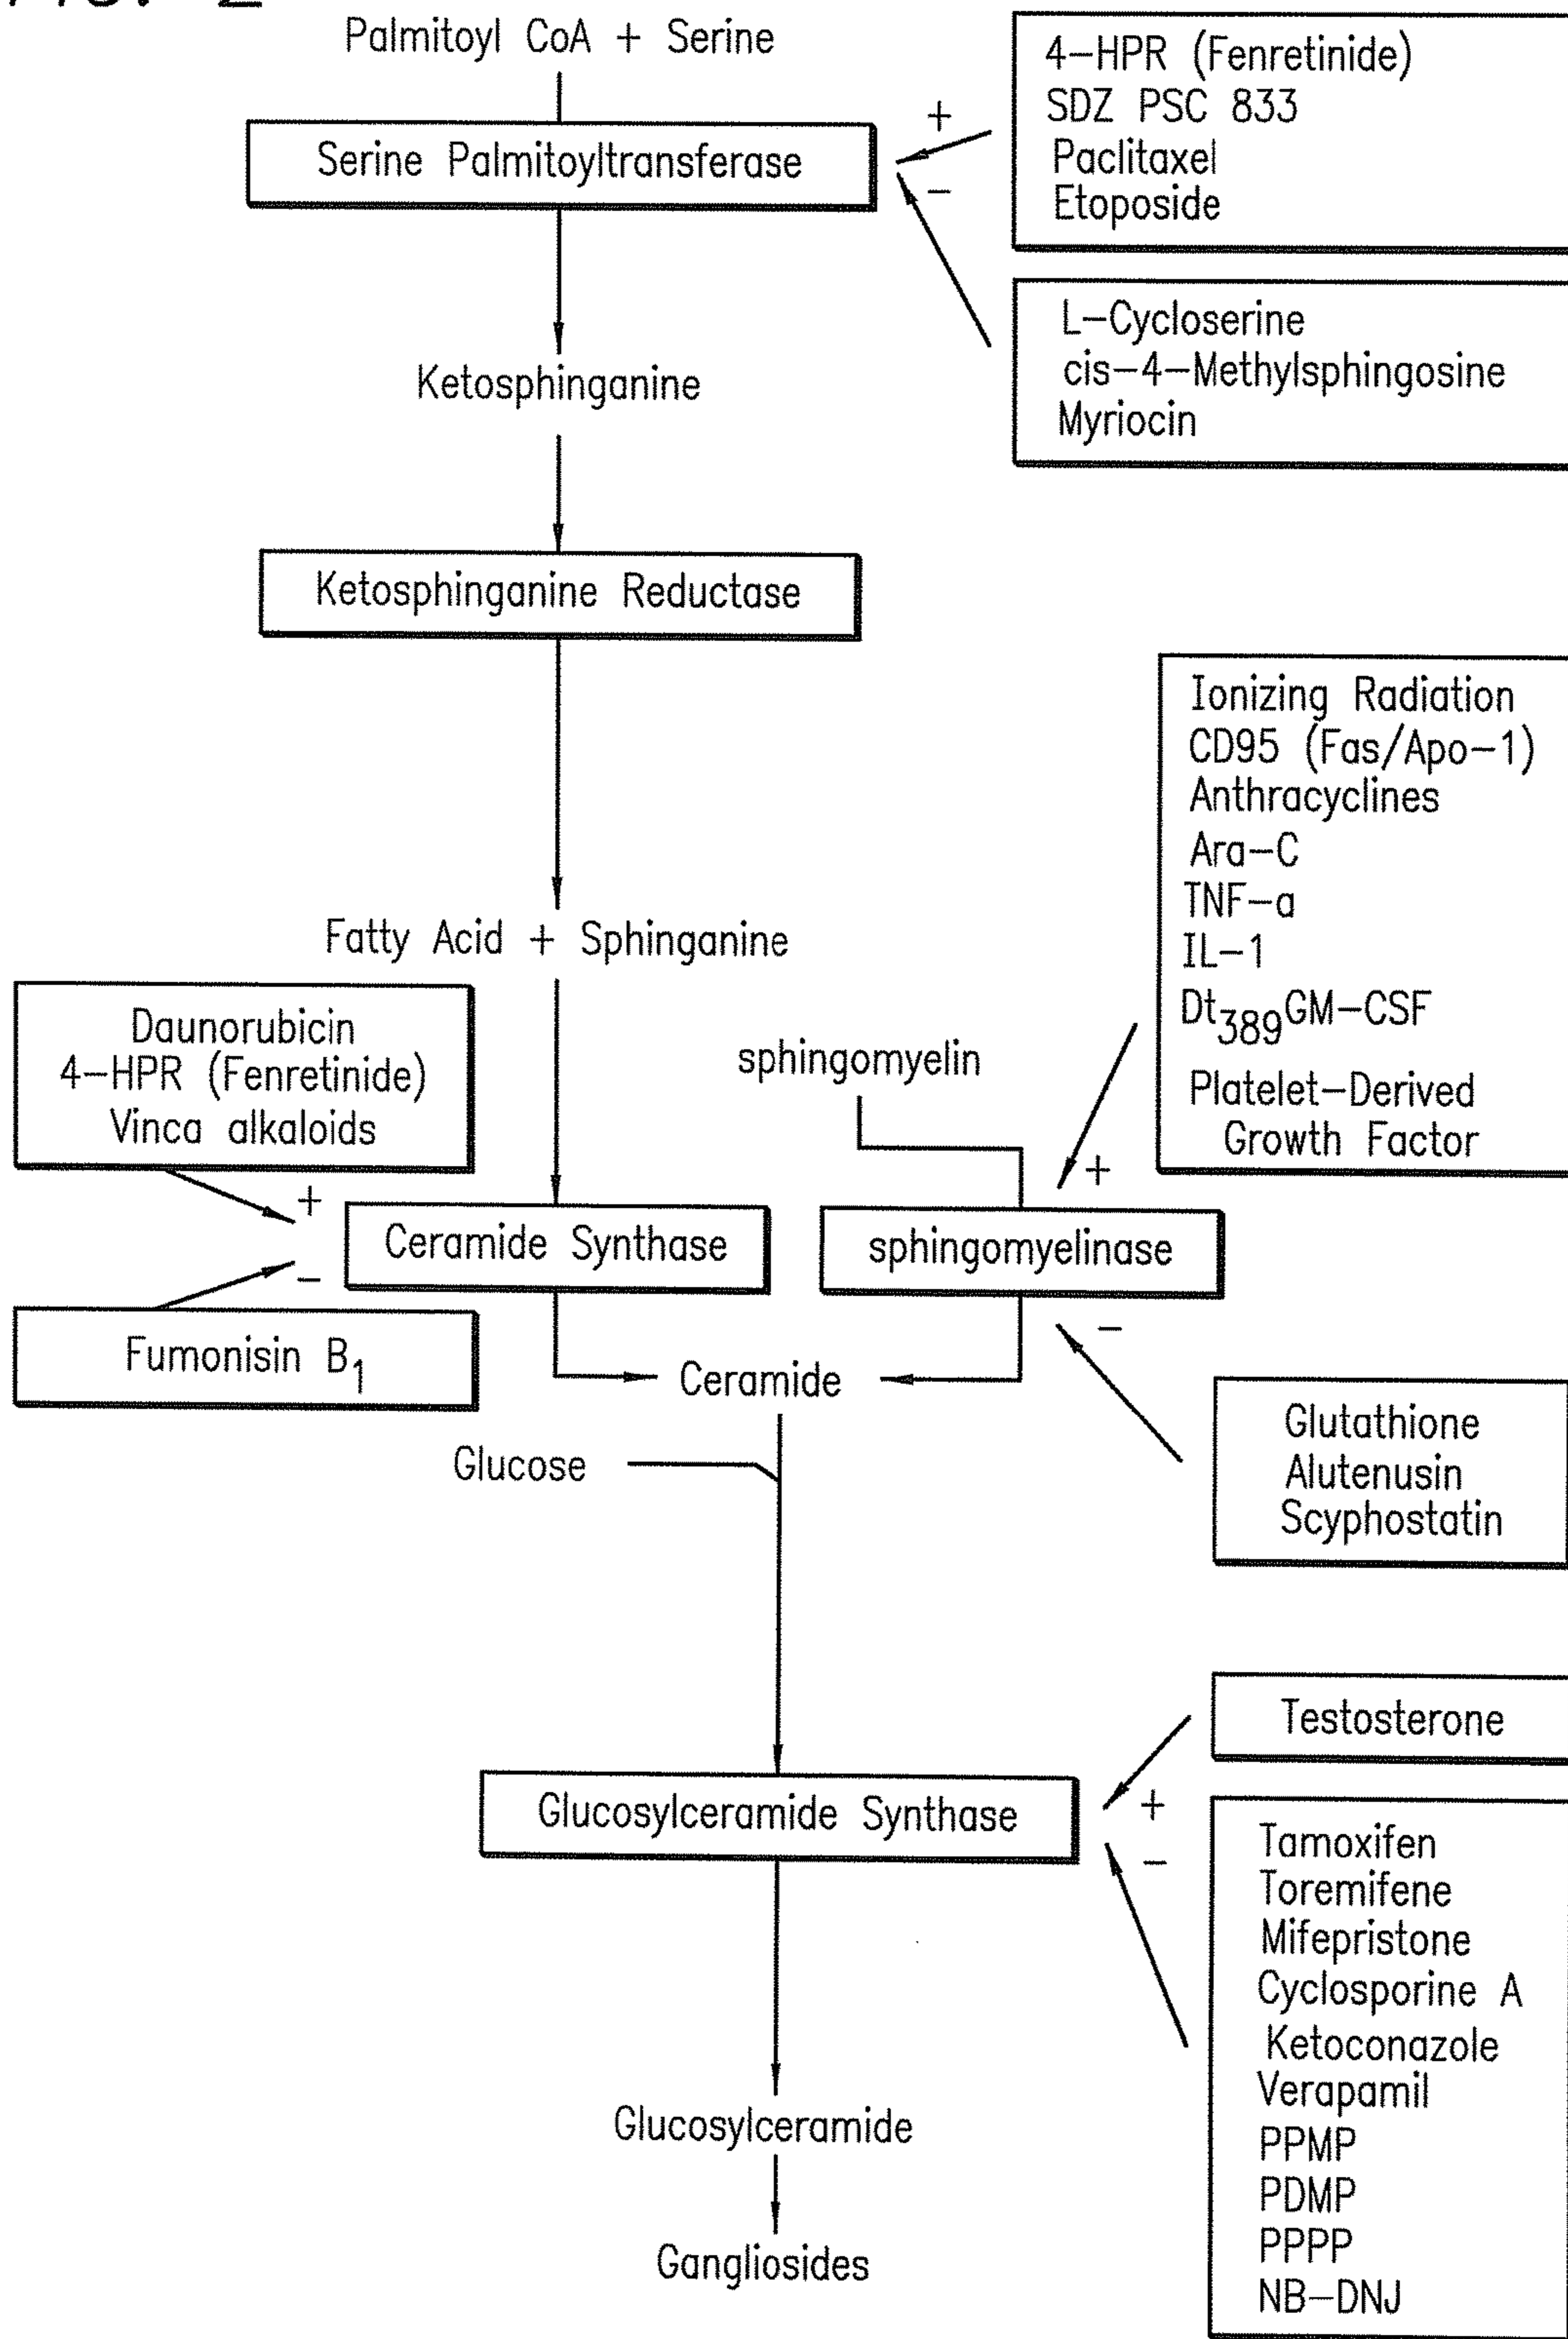 Palmitoyl CoA + Serine
Serine Palmitoyltransferase
+
−
4−HPR (Fenretinide)
SDZ PSC 833
Paclitaxel
Etoposide
L−Cycloserine
cis−4−Methylsphingosine
Myriocin
Ketosphinganine
Ketosphinganine Reductase
Fatty Acid + Sphinganine
Ionizing Radiation
CD95 (Fas/Apo−1)
Anthracyclines
Ara−C
TNF−a
IL−1
Dt389GM−CSF
Platelet−Derived
Growth Factor
Daunorubicin
4−HPR (Fenretinide)
Vinca alkaloids
sphingomyelin
+
+
Ceramide Synthase
sphingomyelinase
−
−
Fumonisin B1
Ceramide
Glucose
Glutathione
Alutenusin
Scyphostatin
Testosterone
Glucosylceramide Synthase
+
−
Tamoxifen
Toremifene
Mifepristone
Cyclosporine A
Ketoconazole
Verapamil
PPMP
PDMP
PPPP
NB−DNJ
Glucosylceramide
Gangliosides